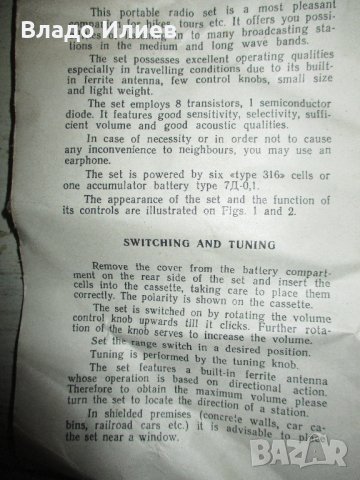 Владо Илиев
This portable radio set is a most pleasant
for hikes, tours etc. It offers you possi-
to many broadcasting
stations in the medium and long wave bands.
The set possesses excellent operating qualities
especially in travelling conditions due to its built-
in ferrite antenna, few control knobs, small size
and light weight.
The set employs 8 transistors, 1 semiconductor
diode. It features good sensitivity, selectivity, suffi-
cient volume and good acoustic qualities.
In case of necessity or in order not to cause
any inconvenience to neighbours, you may use an
earphone.
The set is powered by six «type 316» cells or
one accumulator battery type 7Д-0,1.
The appearance of the set and the function of
its controls are illustrated on Figs. 1 and 2.
SWITCHING AND TUNING
Remove the cover from the battery compart-
ment on the rear side of the set and insert the
cells into the cassette, taking care to place them
correctly. The polarity is shown on the cassette.
The set is switched on by rotating the volume
control knob upwards till it clicks. Further rota-
tion of the knob serves to increase the volume.
Set the range switch in a desired position.
Tuning is performed by the tuning knob.
The set features a built-in ferrite antenna
whose operation is based on directional action.
Therefore to obtain the maximum volume please
turn the set to locate the direction of a station.
In shielded premises (concrete walls, car ca-
bins, railroad cars etc.) it is advisable to place
the set near a window.
BAZAR